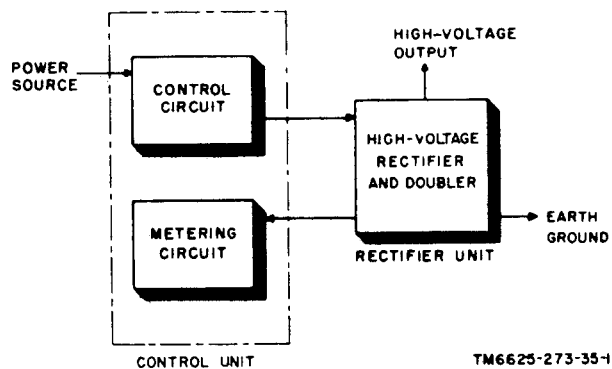 HIGH-VOLTAGE
OUTPUT
POWER
SOURCE
CONTROL
CIRCUIT
HIGH-VOLTAGE
RECTIFIER
AND DOUBLER
METERING
CIRCUIT
EARTH
GROUND
RECTIFIER UNIT
CONTROL UNIT
TM6625-273-35-1